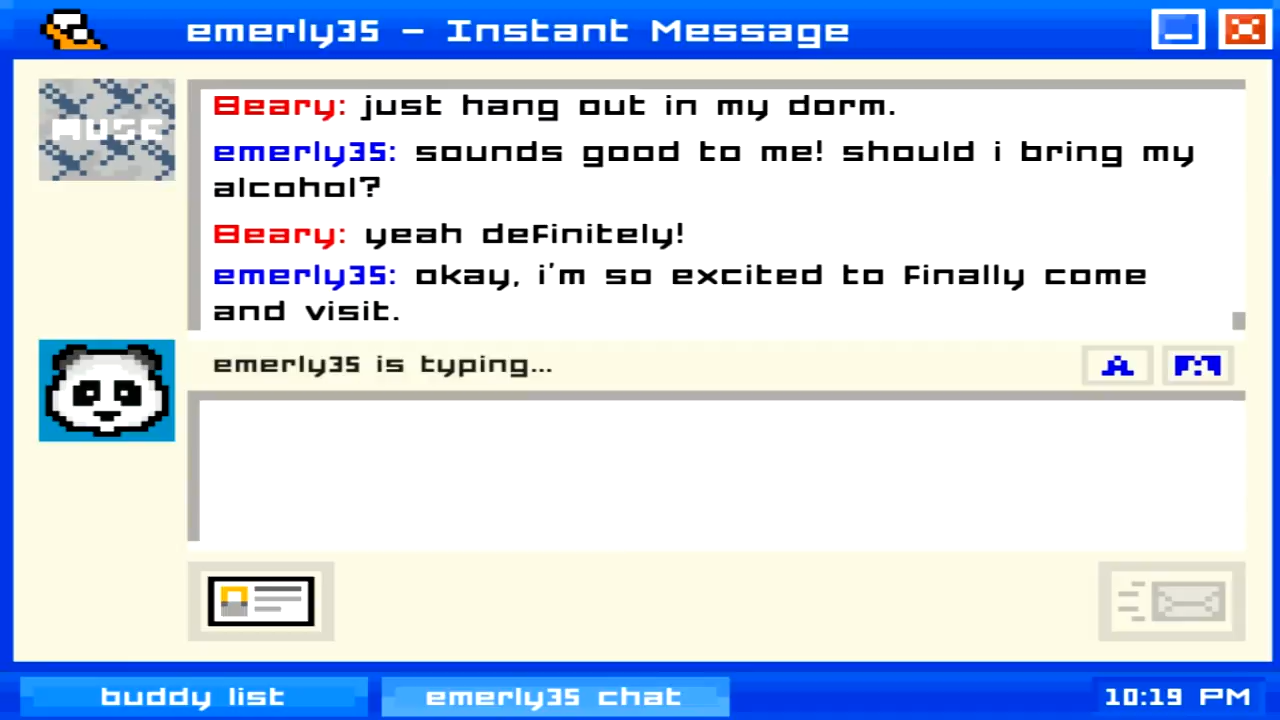 emerly35 - Instant Message
MUSE
Beary: just hang out in my dorm.
emerly35: sounds good to me! should i bring my
alcohol?
Beary: yeah definitely!
emerly35: okay, i'm so excited to finally come
and visit.
emerly35 is typing...
A
buddy list
emerly35 chat
10:19 PM